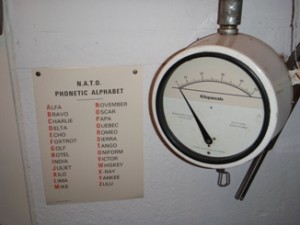 N.A.T.O.
PHONETIC ALPHABET
ALFA
BRAVO
CHARLIE
DELTA
ECHO
FOXTROT
GOLF
HOTEL
INDIA
JULIET
KILO
LIMA
MIKE
NOVEMBER
OSCAR
PAPA
QUEBEC
ROMEO
SIERRA
TANGO
UNIFORM
VICTOR
WHISKEY
X-RAY
YANKEE
ZULU
Kilopascals